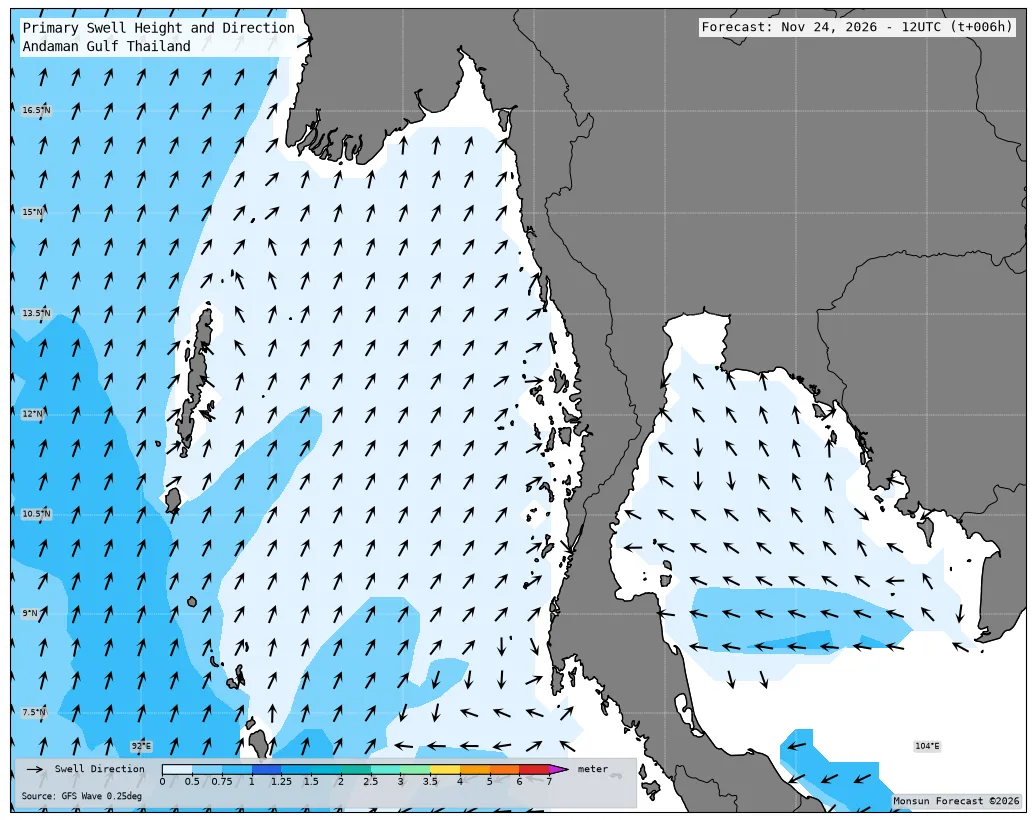 Primary Swell Height and Direction
Andaman Gulf Thailand
Forecast: Nov 24, 2026 - 12UTC (t+006h)
16.5°N
15°N
13.5°N
12°N
10.5°N
9°N
7.5°N
92°E
104°E
Swell Direction
meter
0 0.5 0.75 1 1.25 1.5 2 2.5 3 3.5 4 5 6 7
Source: GFS Wave 0.25deg
Monsun Forecast ©2026